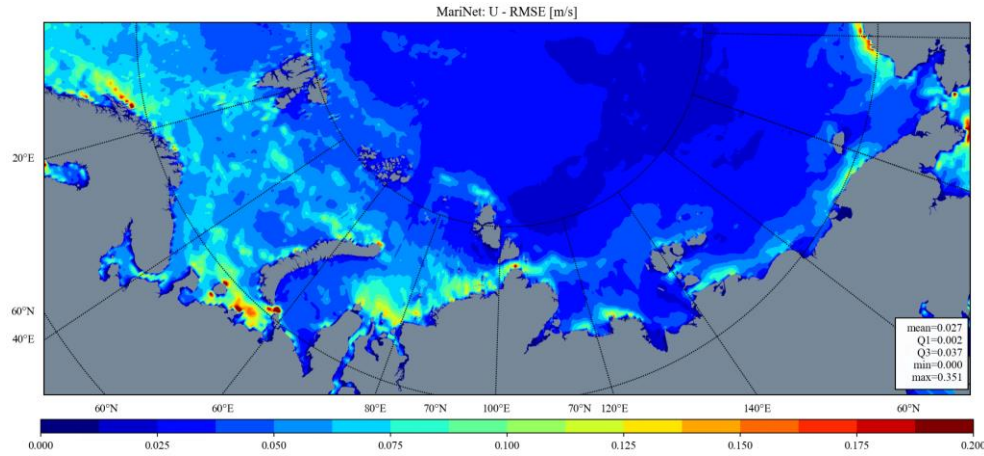 MariNet: U - RMSE [m/s]
20°E
60°N
40°E
mean=0.027
Q1=0.002
Q3=0.037
min=0.000
max=0.351
60°N 60°E 80°E 70°N 100°E 70°N 120°E 140°E 60°N
0.000 0.025 0.050 0.075 0.100 0.125 0.150 0.175 0.200